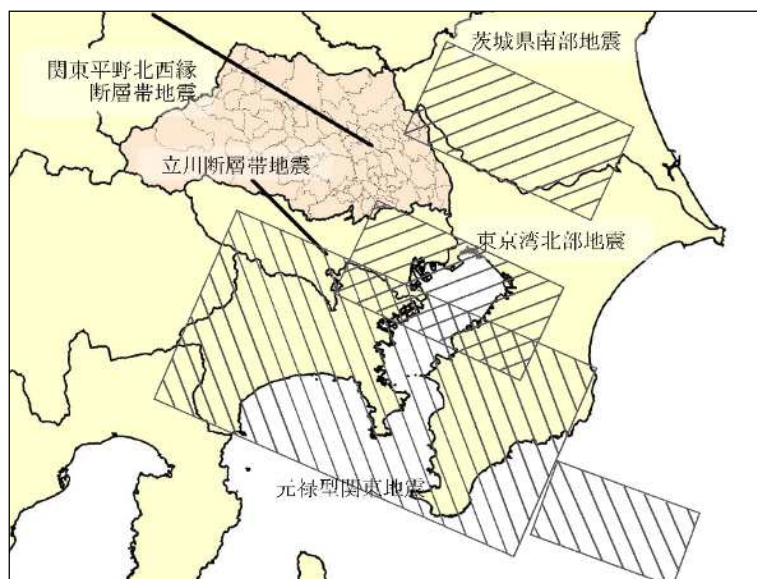 茨城県南部地震
関東平野北西縁
断層帯地震
立川断層帯地震
東京湾北部地震
元禄型関東地震